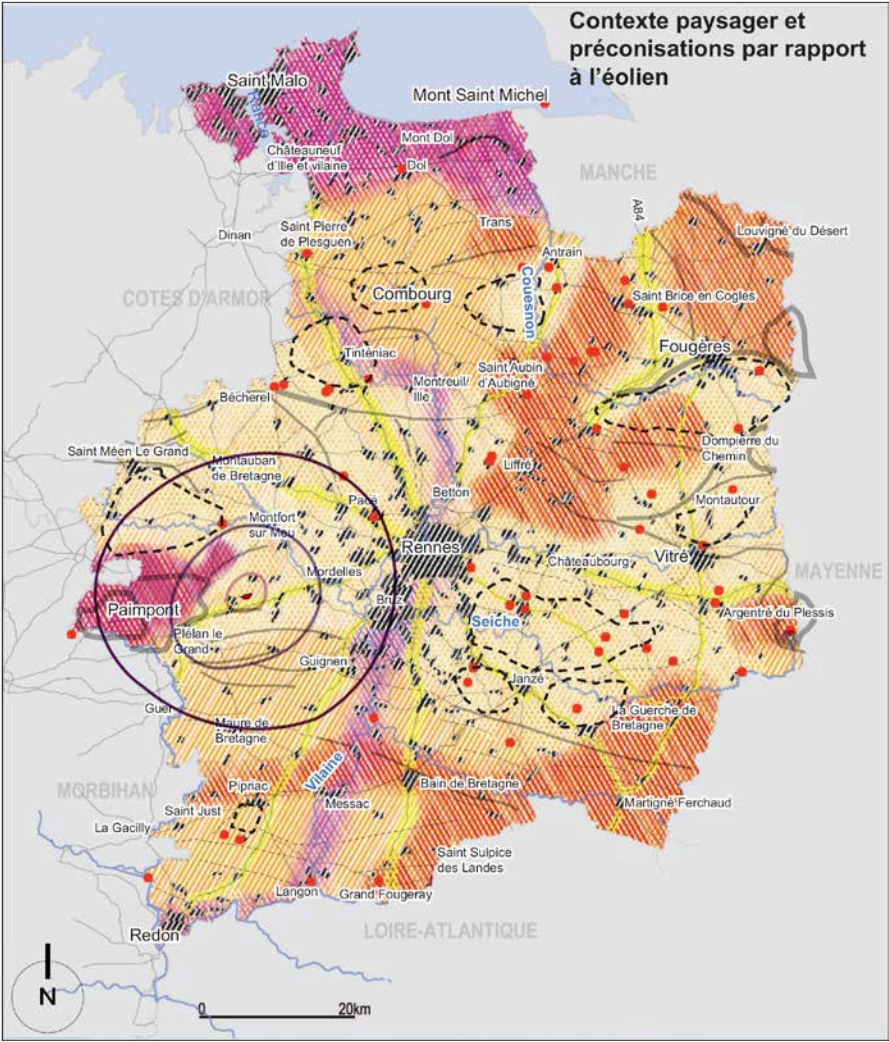 Contexte paysager et
préconisations par rapport
à l'éolien
Saint Malo
Rance
Mont Saint Michel
Mont Dol
Châteauneuf
d'Ille et vilaine
Dol
MANCHE
A84
Louvigné du Désert
Dinan
Saint Pierre
de Plesguen
Trans
Antrain
Couesnon
COTES D'ARMOR
Combourg
Saint Brice en Cogles
Fougères
Tinténiac
Montreuil/
Ille
Saint Aubin
d'Aubigné
Bécherel
Dompierre du
Chemin
Saint Méen Le Grand
Montauban
de Bretagne
Liffré
Betton
Montautour
Pacé
Montfort
sur Meu
Rennes
Châteaubourg
Vitré
Mordelles
MAYENNE
Paimpont
Bruz
Seiche
Argentré du Plessis
Plélan le
Grand
Guignen
Janzé
Guer
La Guerche de
Bretagne
Maure de
Bretagne
Vilaine
MORBIHAN
Pipriac
Bain de Bretagne
Messac
Martigné Ferchaud
Saint Just
La Gacilly
Saint Sulpice
des Landes
Langon
Grand Fougeray
Redon
LOIRE-ATLANTIQUE
N
0
20km